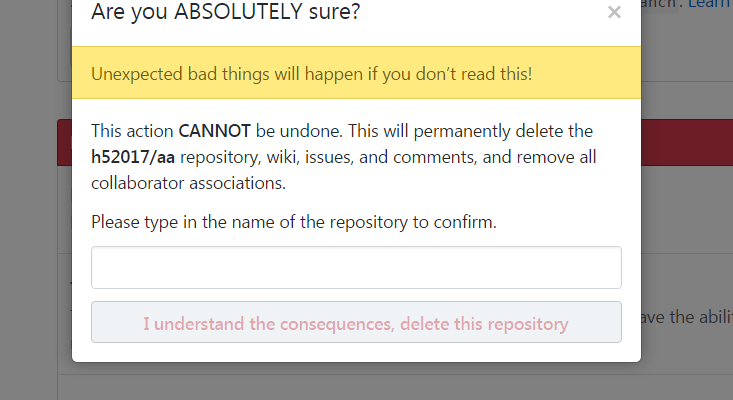 anch. Learn
Are you ABSOLUTELY sure?
×
Unexpected bad things will happen if you don’t read this!
This action CANNOT be undone. This will permanently delete the
h52017/aa repository, wiki, issues, and comments, and remove all
collaborator associations.
Please type in the name of the repository to confirm.
I understand the consequences, delete this repository
ave the abili